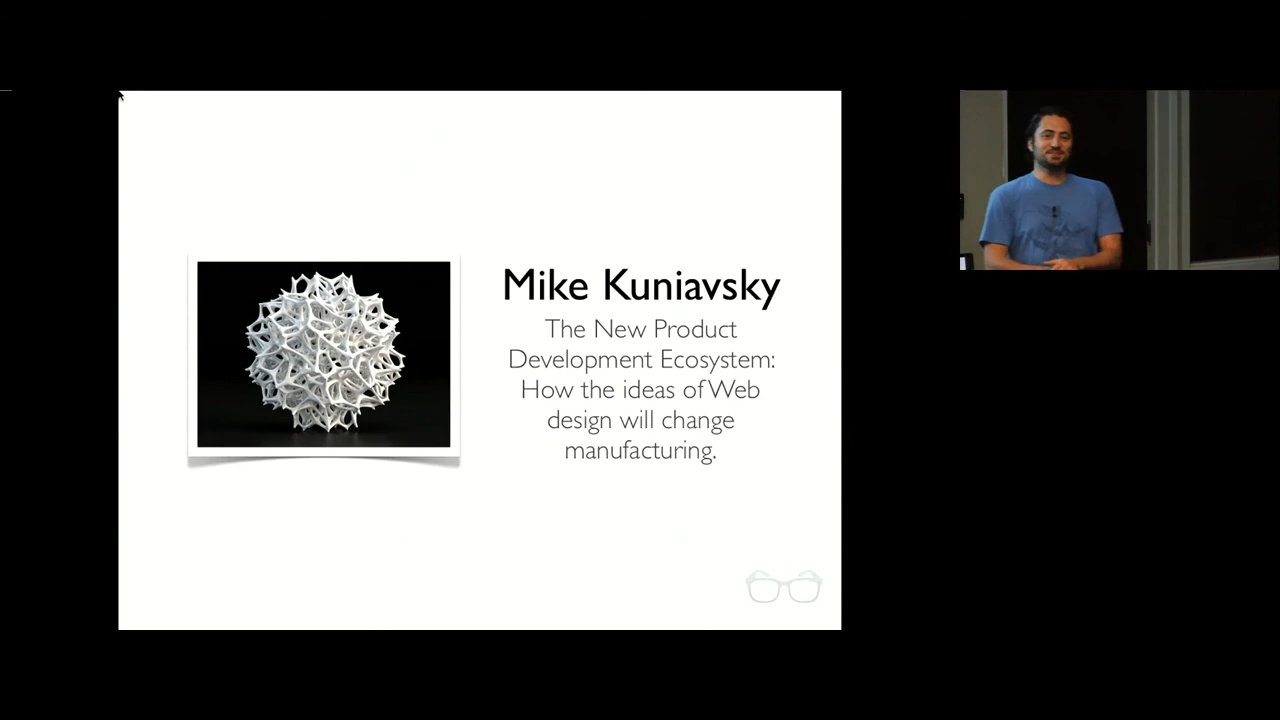 Mike Kuniavsky
The New Product
Development Ecosystem:
How the ideas of Web
design will change
manufacturing.